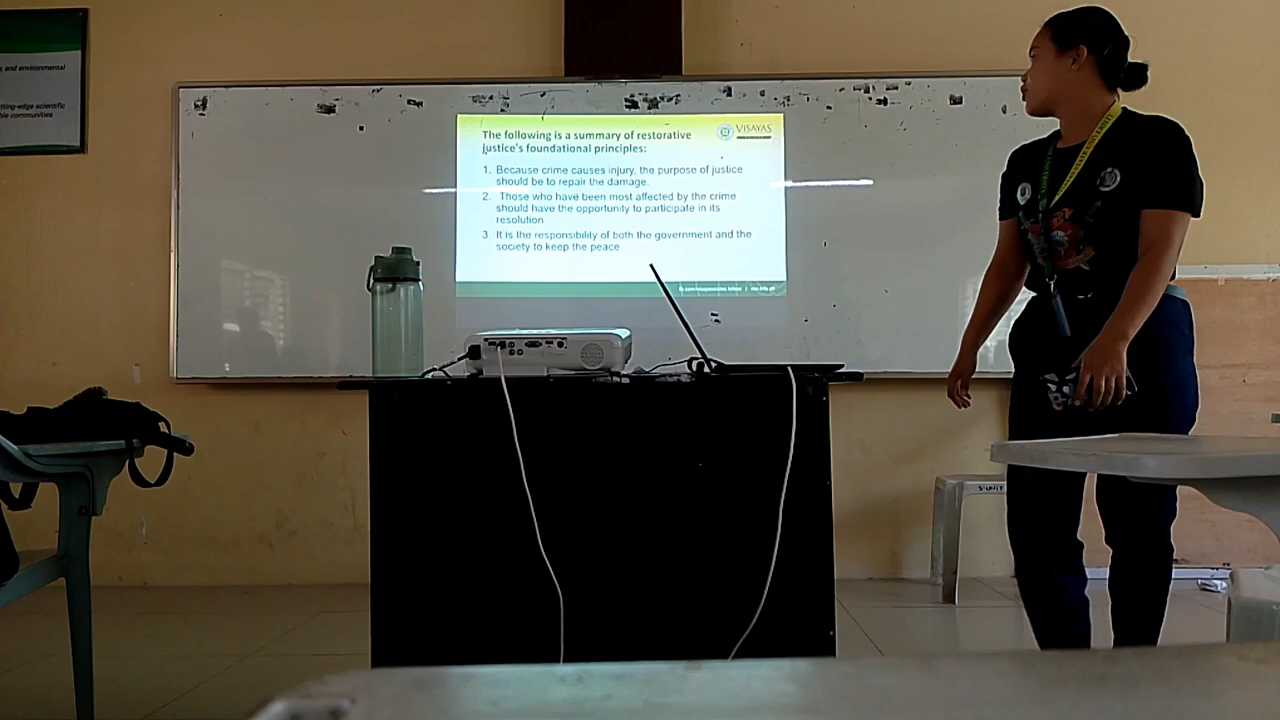 s and environmental
tting-edge scientific
ble communities
The following is a summary of restorative
justice's foundational principles:
VISAYAS
1. Because crime causes injury, the purpose of justice
should be to repair the damage.
2. Those who have been most affected by the crime
should have the opportunity to participate in its
resolution
3. It is the responsibility of both the government and the
society to keep the peace